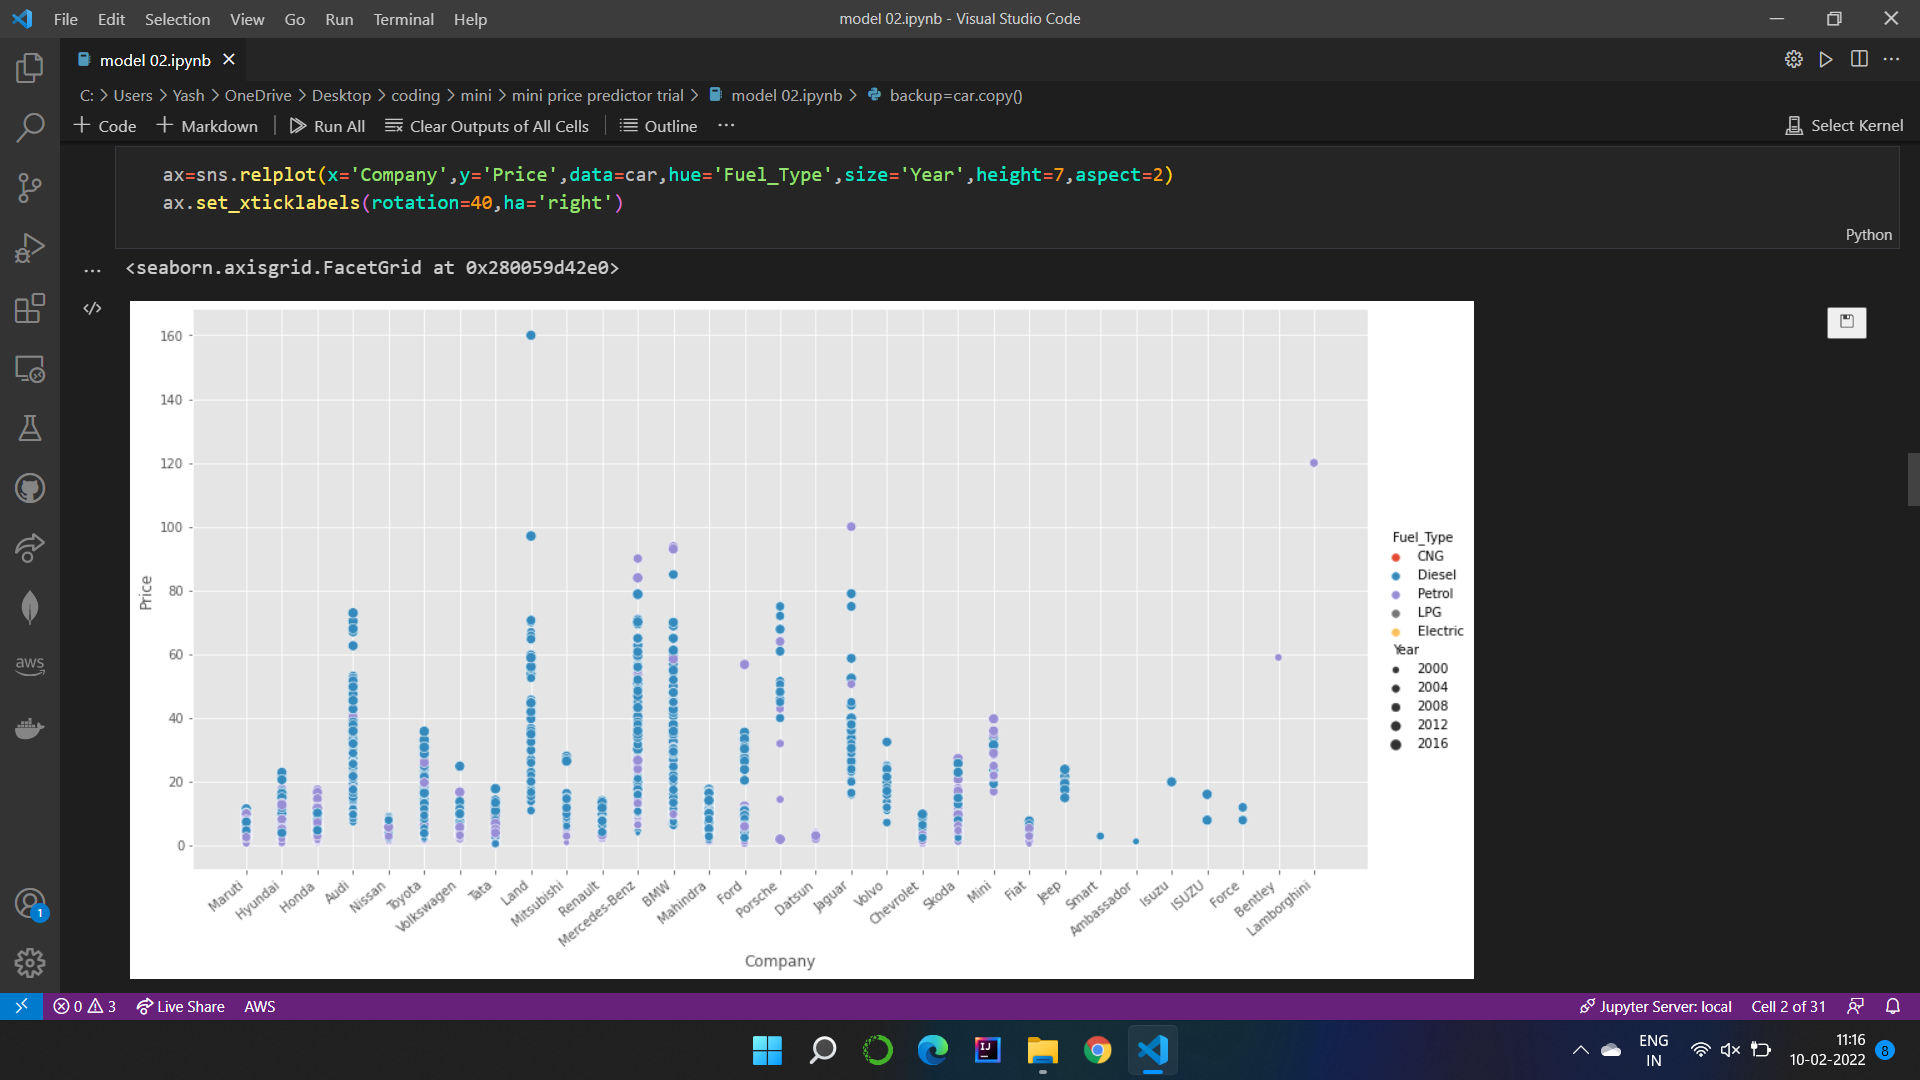 File Edit Selection View Go Run Terminal Help
model 02.ipynb - Visual Studio Code
model 02.ipynb
C: > Users > Yash > OneDrive > Desktop > coding > mini > mini price predictor trial > model 02.ipynb > backup=car.copy()
+ Code + Markdown Run All Clear Outputs of All Cells Outline ... Select Kernel
ax=sns.relplot(x='Company',y='Price',data=car,hue='Fuel_Type',size='Year',height=7,aspect=2)
ax.set_xticklabels(rotation=40,ha='right')
Python
<seaborn.axisgrid.FacetGrid at 0x280059d42e0>
160
140
120
100
80
60
40
20
0
Price
Fuel_Type
CNG
Diesel
Petrol
LPG
Electric
Year
2000
2004
2008
2012
2016
Maruti
Hyundai
Honda
Audi
Nissan
Toyota
Volkswagen
Tata
Land
Mitsubishi
Renault
Mercedes-Benz
BMW
Mahindra
Ford
Porsche
Datsun
Jaguar
Volvo
Chevrolet
Skoda
Mini
Fiat
Jeep
Smart
Ambassador
Isuzu
ISUZU
Force
Bentley
Lamborghini
Company
aws
1
0 3 Live Share AWS
Jupyter Server: local Cell 2 of 31
IJ
ENG
IN
11:16
10-02-2022
8